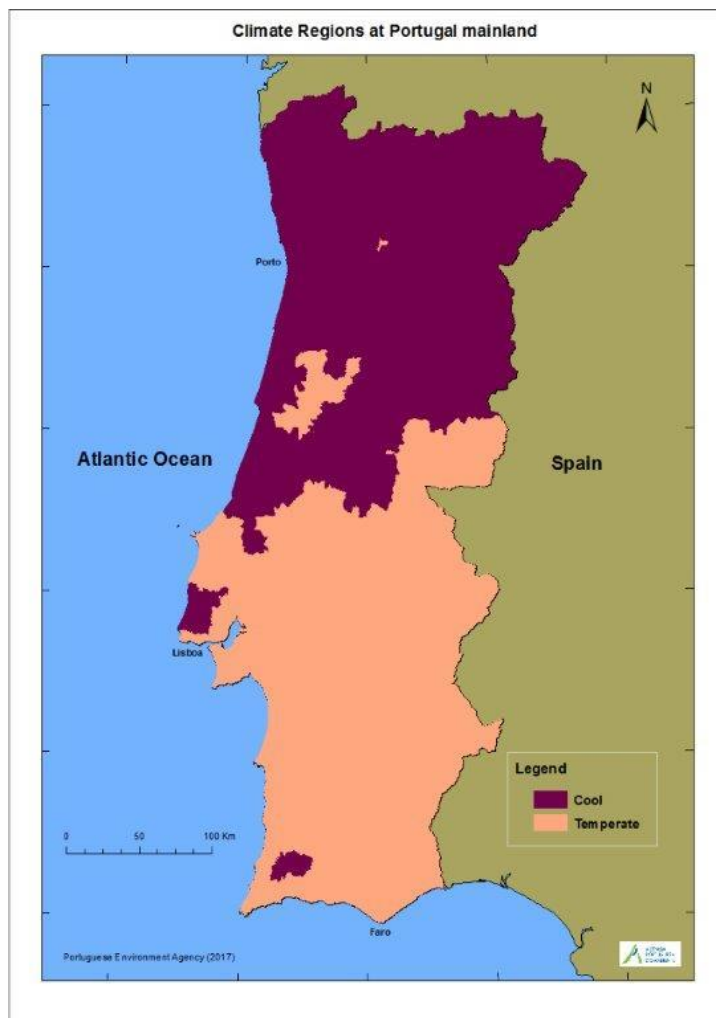 Climate Regions at Portugal mainland
N
Porto
Atlantic Ocean
Spain
Lisboa
Legend
Cool
Temperate
0 50 100 Km
Faro
Portuguese Environment Agency (2017)